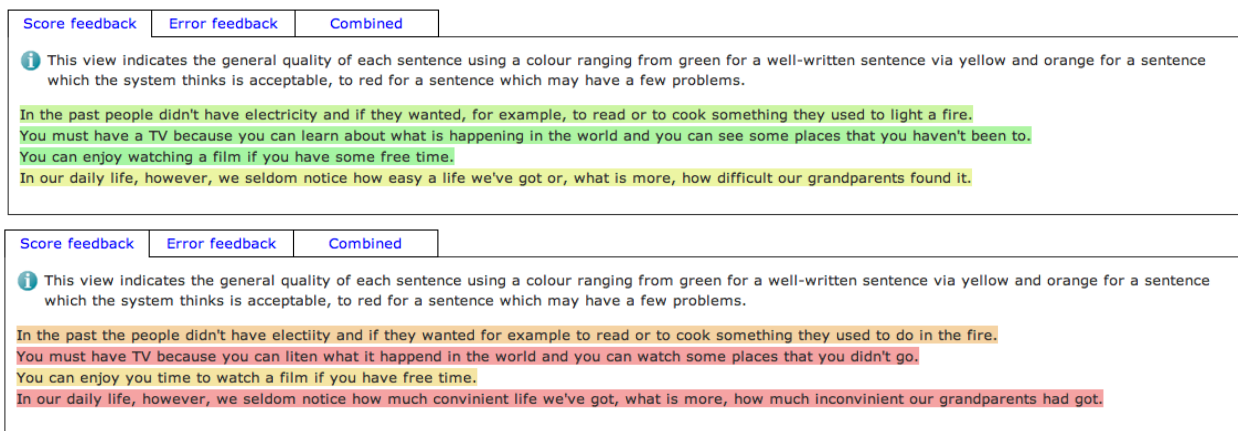 Score feedback Error feedback Combined
This view indicates the general quality of each sentence using a colour ranging from green for a well-written sentence via yellow and orange for a sentence
which the system thinks is acceptable, to red for a sentence which may have a few problems.
In the past people didn't have electricity and if they wanted, for example, to read or to cook something they used to light a fire.
You must have a TV because you can learn about what is happening in the world and you can see some places that you haven't been to.
You can enjoy watching a film if you have some free time.
In our daily life, however, we seldom notice how easy a life we've got or, what is more, how difficult our grandparents found it.
Score feedback Error feedback Combined
This view indicates the general quality of each sentence using a colour ranging from green for a well-written sentence via yellow and orange for a sentence
which the system thinks is acceptable, to red for a sentence which may have a few problems.
In the past the people didn't have electiity and if they wanted for example to read or to cook something they used to do in the fire.
You must have TV because you can liten what it happend in the world and you can watch some places that you didn't go.
You can enjoy you time to watch a film if you have free time.
In our daily life, however, we seldom notice how much convinient life we've got, what is more, how much inconvinient our grandparents had got.